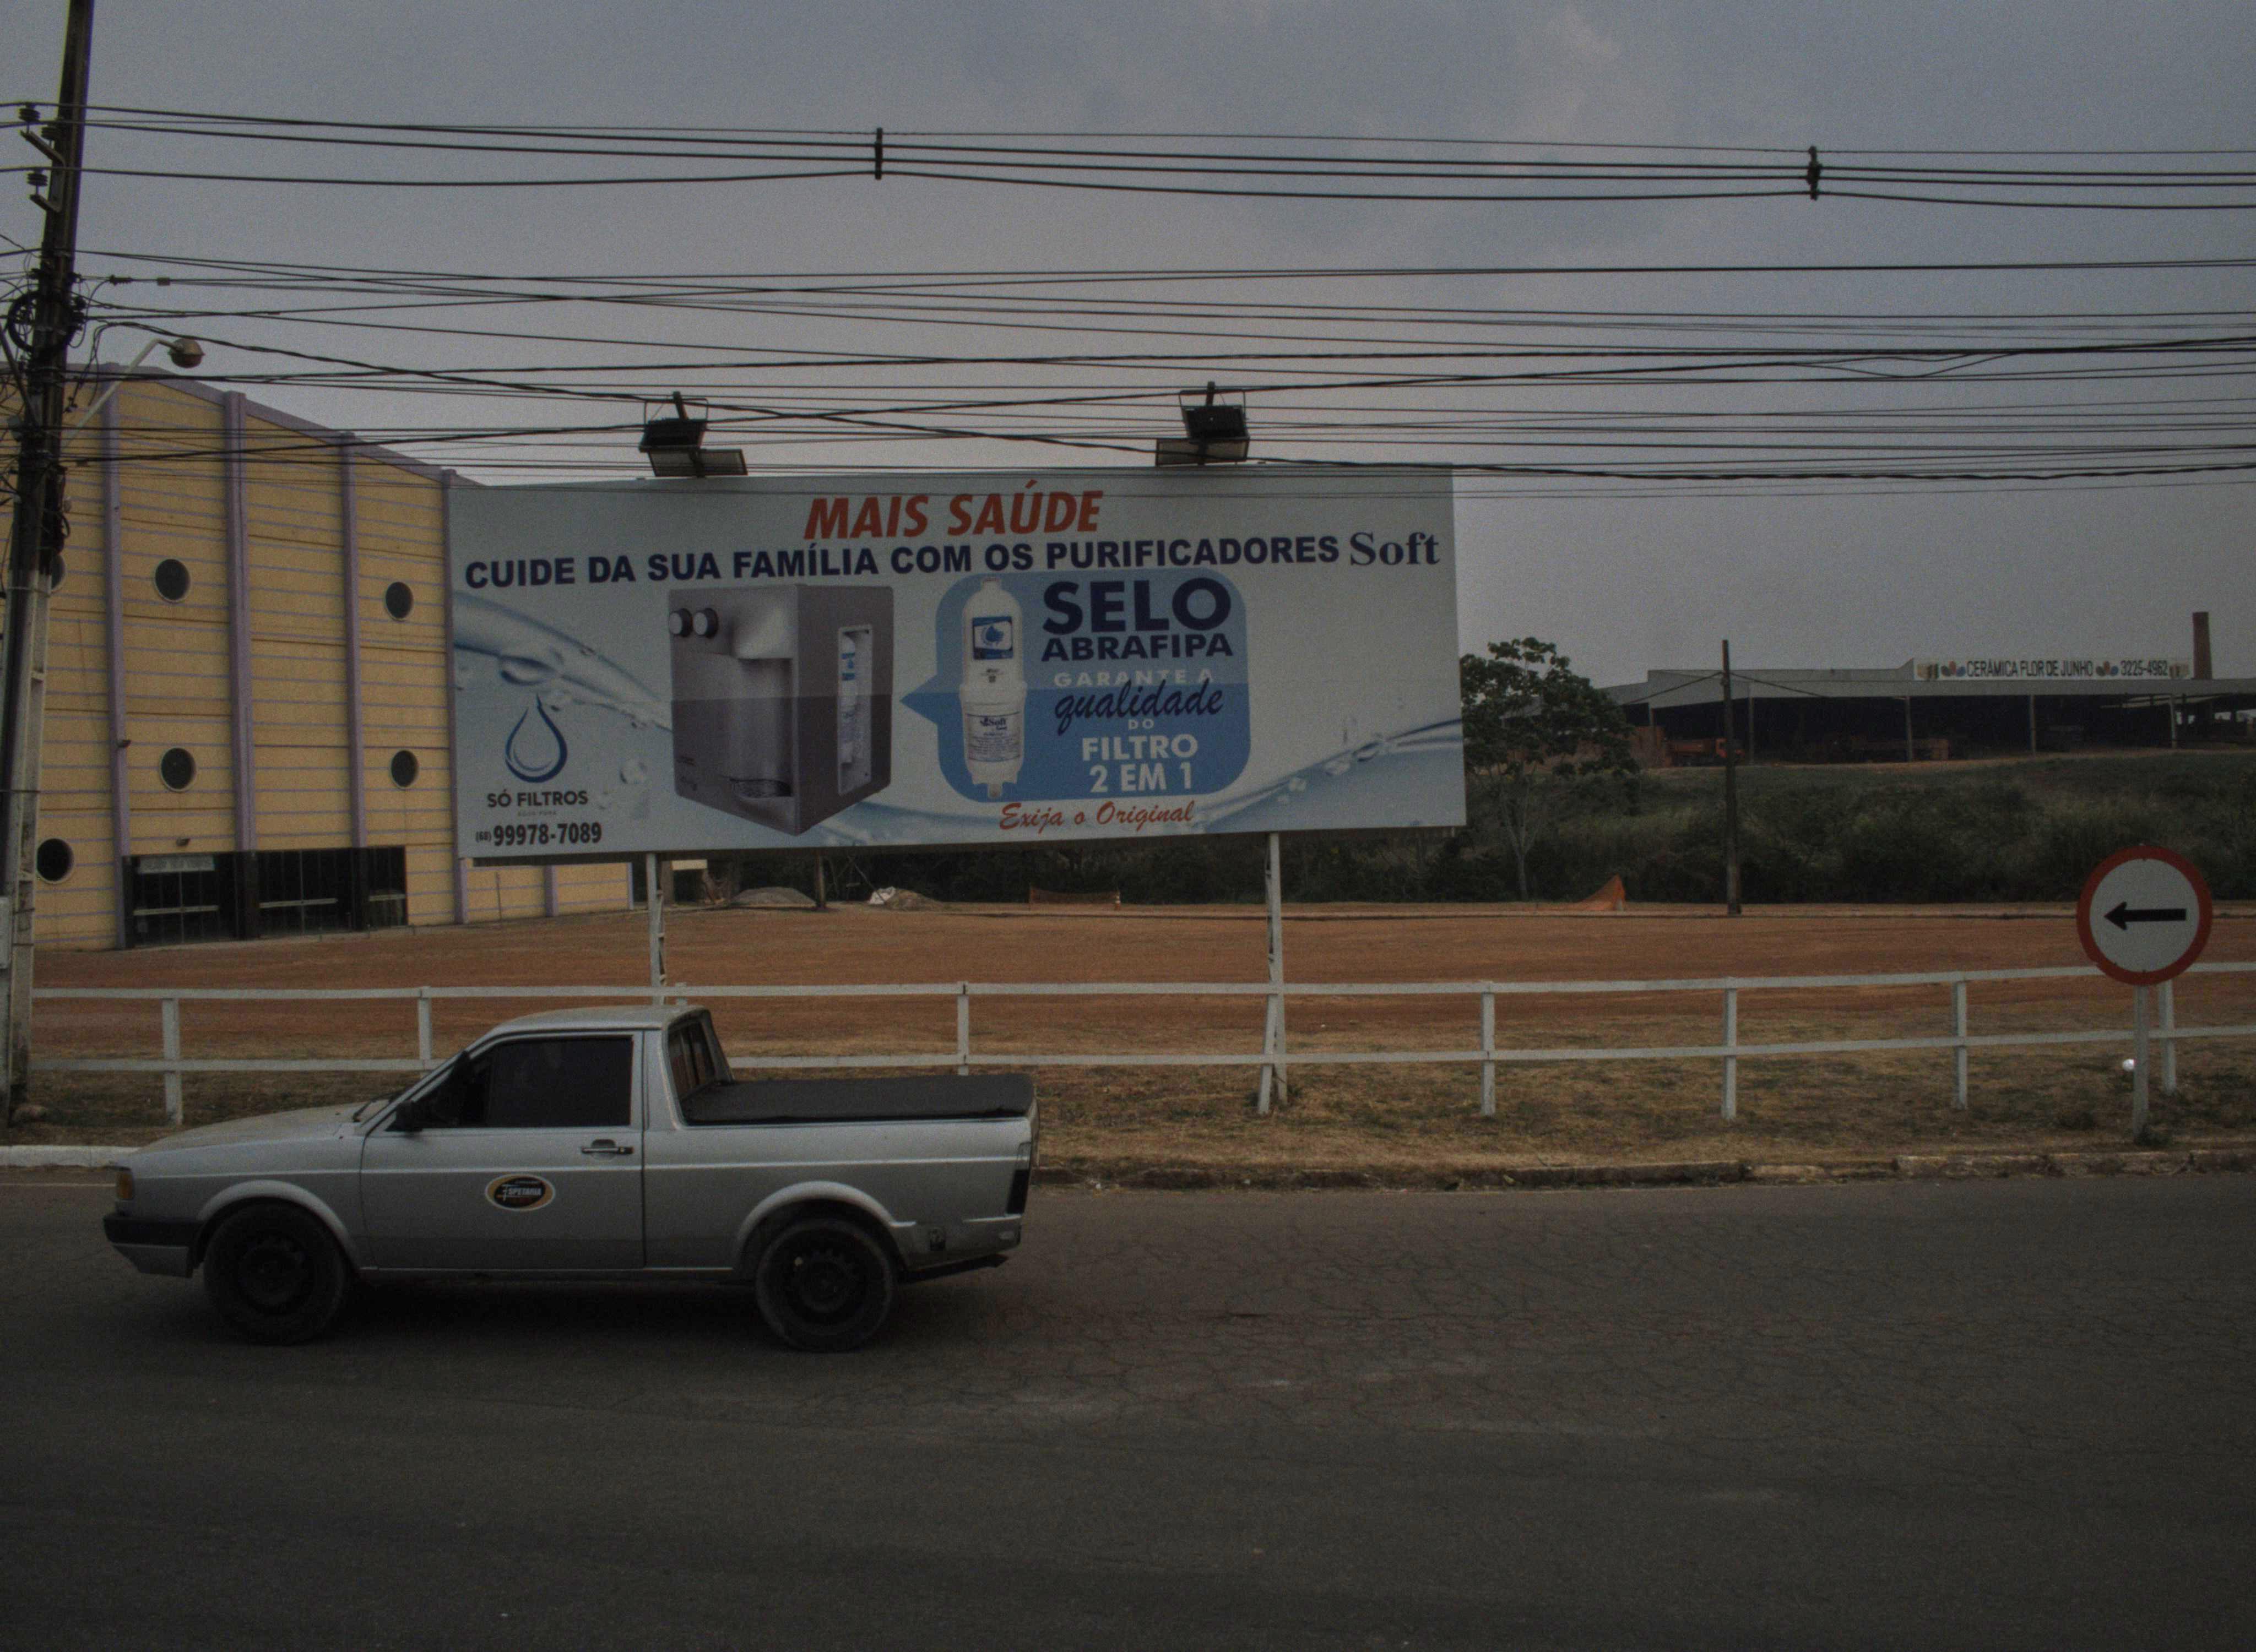 MAIS SAÚDE
CUIDE DA SUA FAMÍLIA COM OS PURIFICADORES Soft
SELO
ABRAFIPA
GARANTE A
qualidade
DO
FILTRO
2 EM 1
Exija o Original
SÓ FILTROS
(68) 99978-7089
Soft
CERÂMICA FLOR DE JUNHO 3225-4962